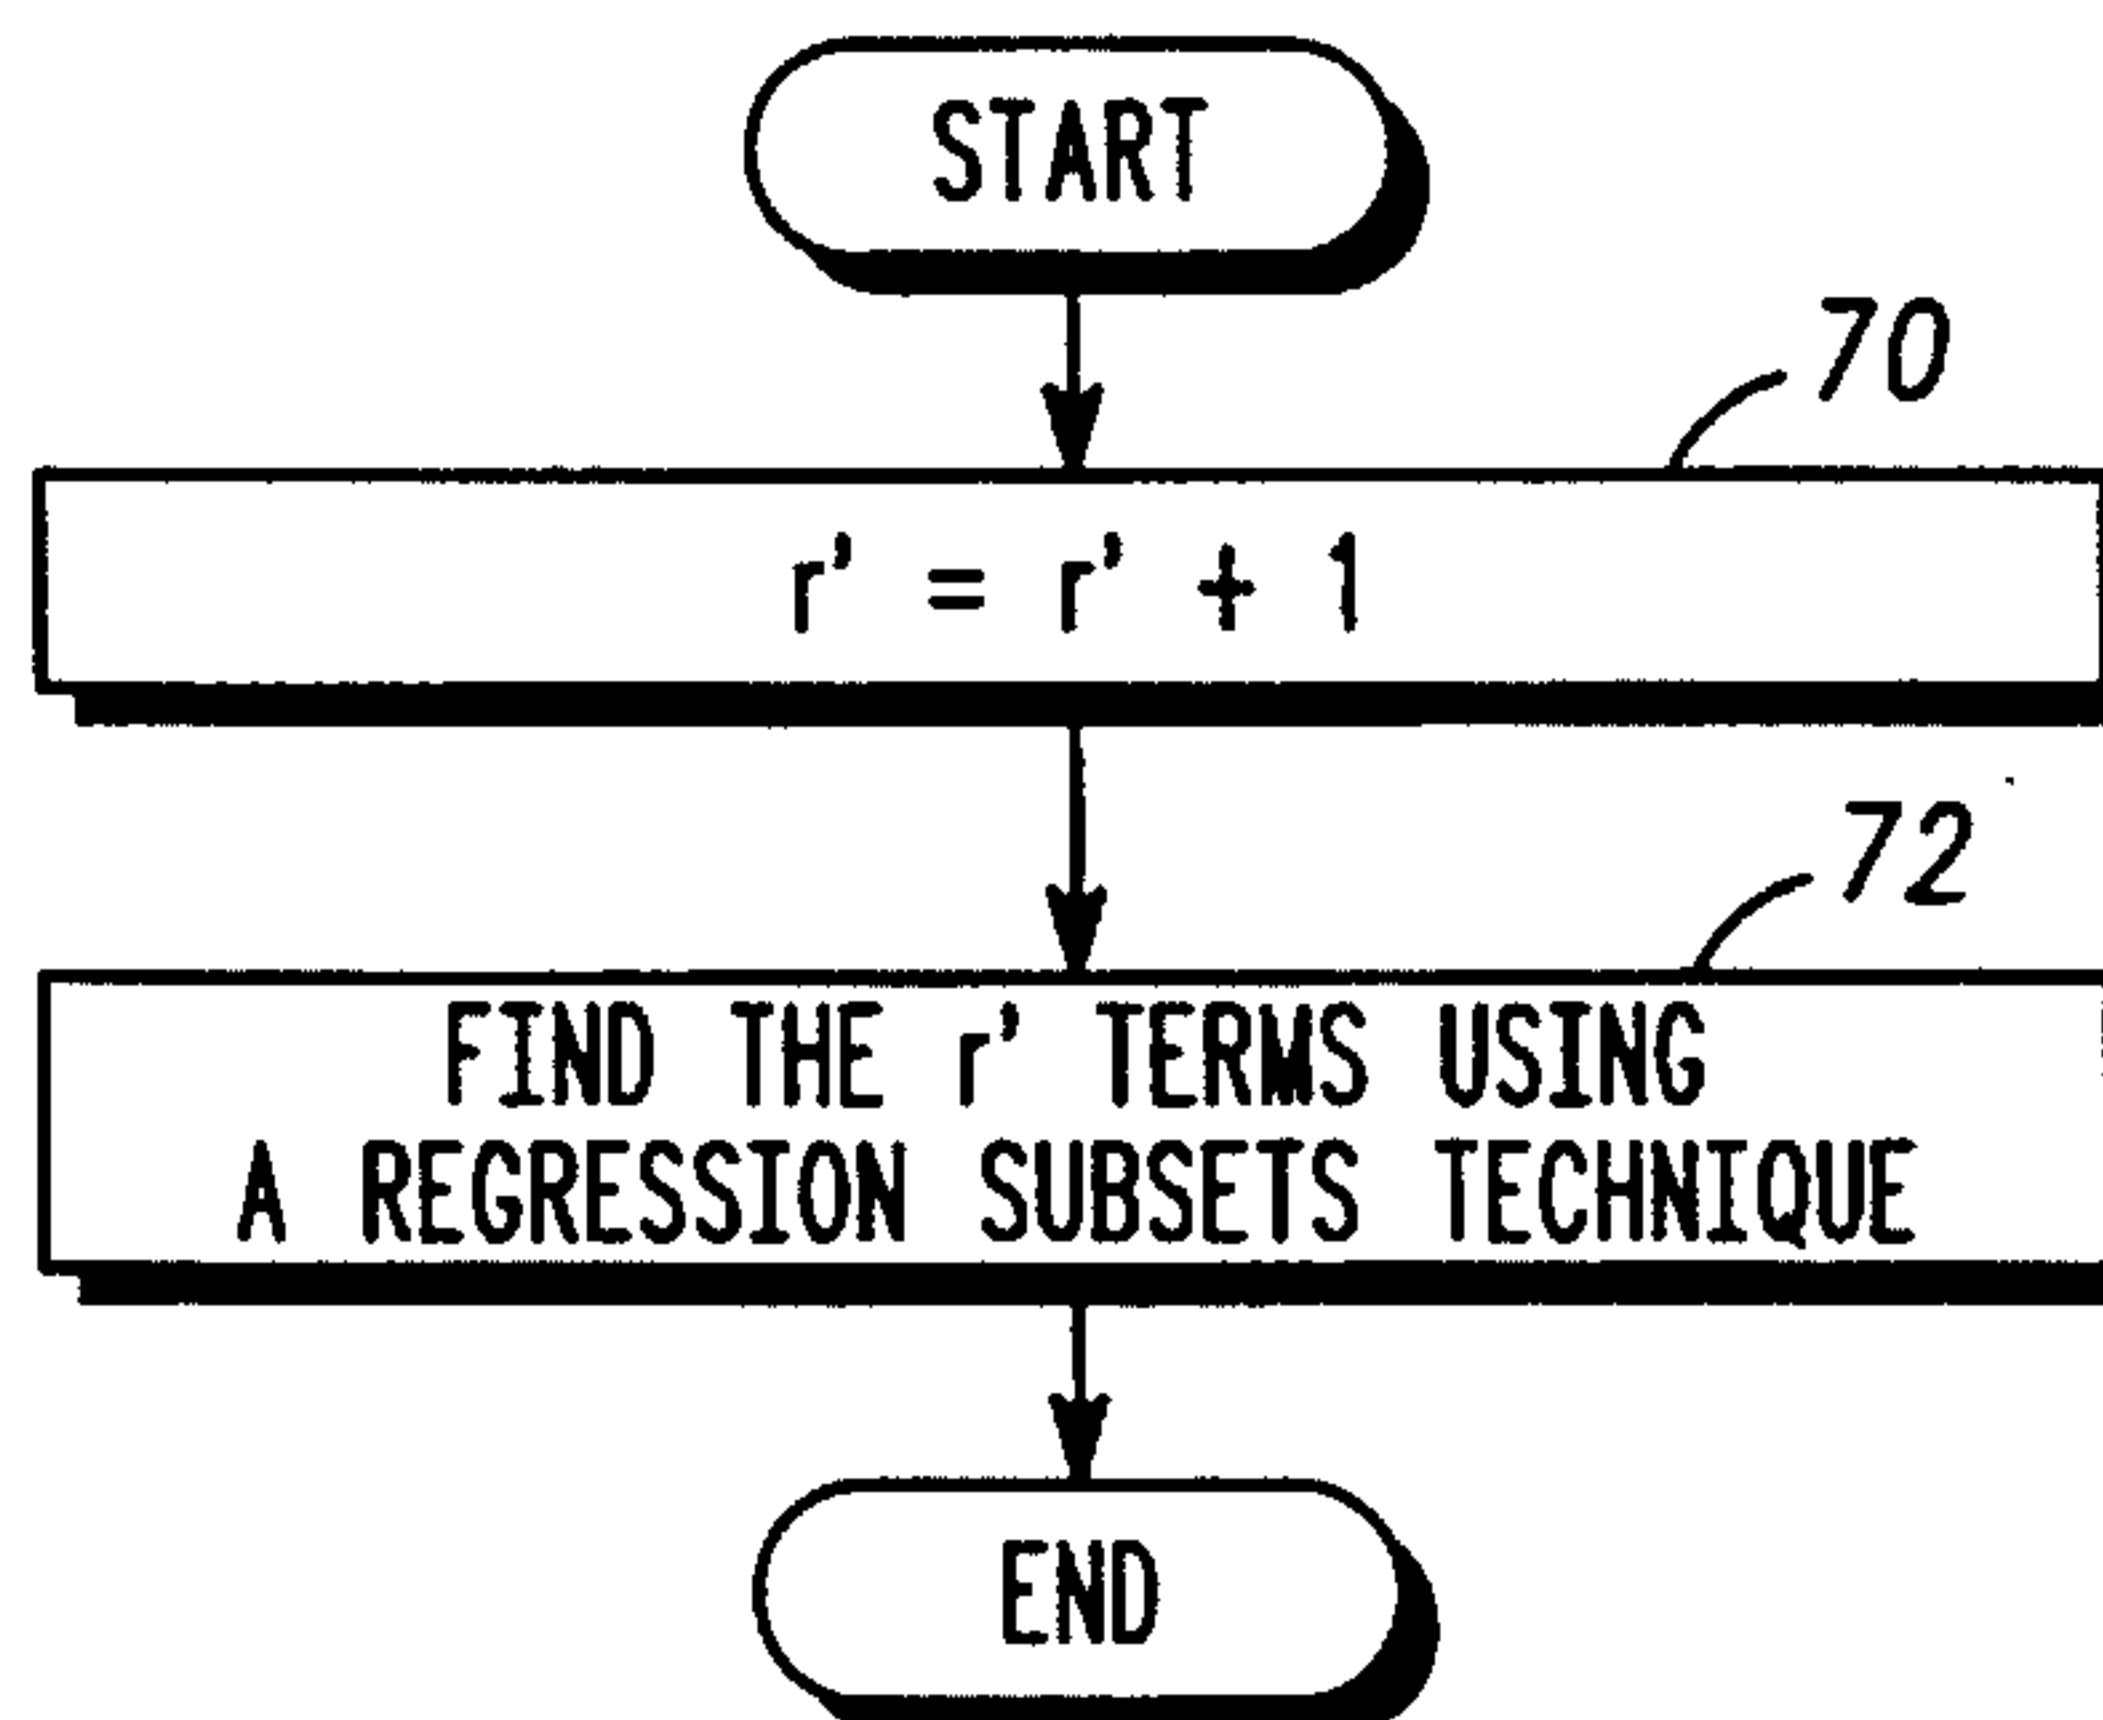 START
70
r' = r' + 1
72
FIND THE r' TERMS USING
A REGRESSION SUBSETS TECHNIQUE
END